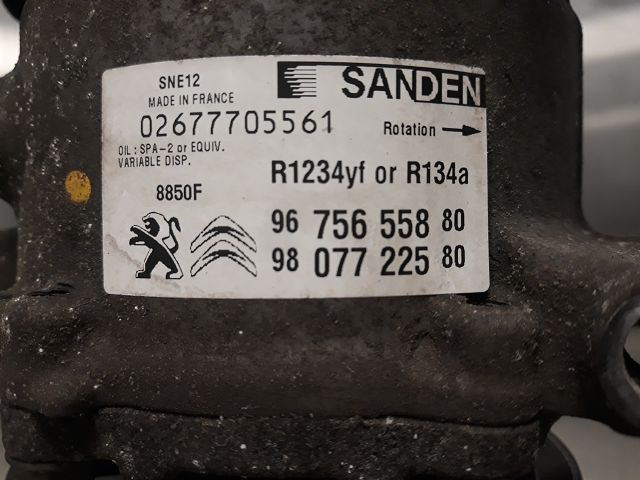 SNE12
MADE IN FRANCE
SANDEN
02677705561
Rotation
OIL : SPA-2 or EQUIV.
VARIABLE DISP.
8850F
R1234yf or R134a
96 756 558 80
98 077 225 80